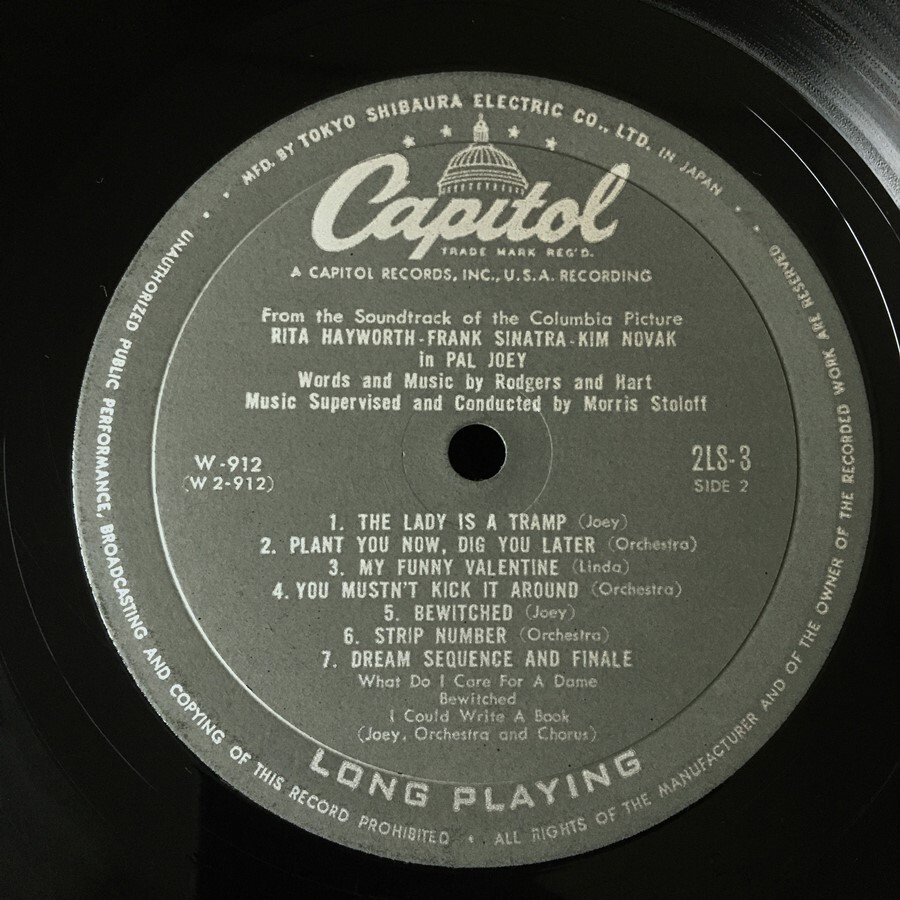 MFD. BY TOKYO SHIBAURA ELECTRIC CO., LTD. IN JAPAN
Capitol
TRADE MARK REG'D.
A CAPITOL RECORDS, INC., U.S.A. RECORDING
From the Soundtrack of the Columbia Picture
RITA HAYWORTH-FRANK SINATRA-KIM NOVAK
in PAL JOEY
Words and Music by Rodgers and Hart
Music Supervised and Conducted by Morris Stoloff
W-912
(W 2-912)
2LS-3
SIDE 2
1. THE LADY IS A TRAMP (Joey)
2. PLANT YOU NOW, DIG YOU LATER (Orchestra)
3. MY FUNNY VALENTINE (Linda)
4. YOU MUSTN'T KICK IT AROUND (Orchestra)
5. BEWITCHED (Joey)
6. STRIP NUMBER (Orchestra)
7. DREAM SEQUENCE AND FINALE
What Do I Care For A Dame
Bewitched
I Could Write A Book
(Joey, Orchestra and Chorus)
LONG PLAYING
UNAUTHORIZED PUBLIC PERFORMANCE, BROADCASTING AND COPYING OF THIS RECORD PROHIBITED • ALL RIGHTS OF THE MANUFACTURER AND OF THE OWNER OF THE RECORDED WORK ARE RESERVED